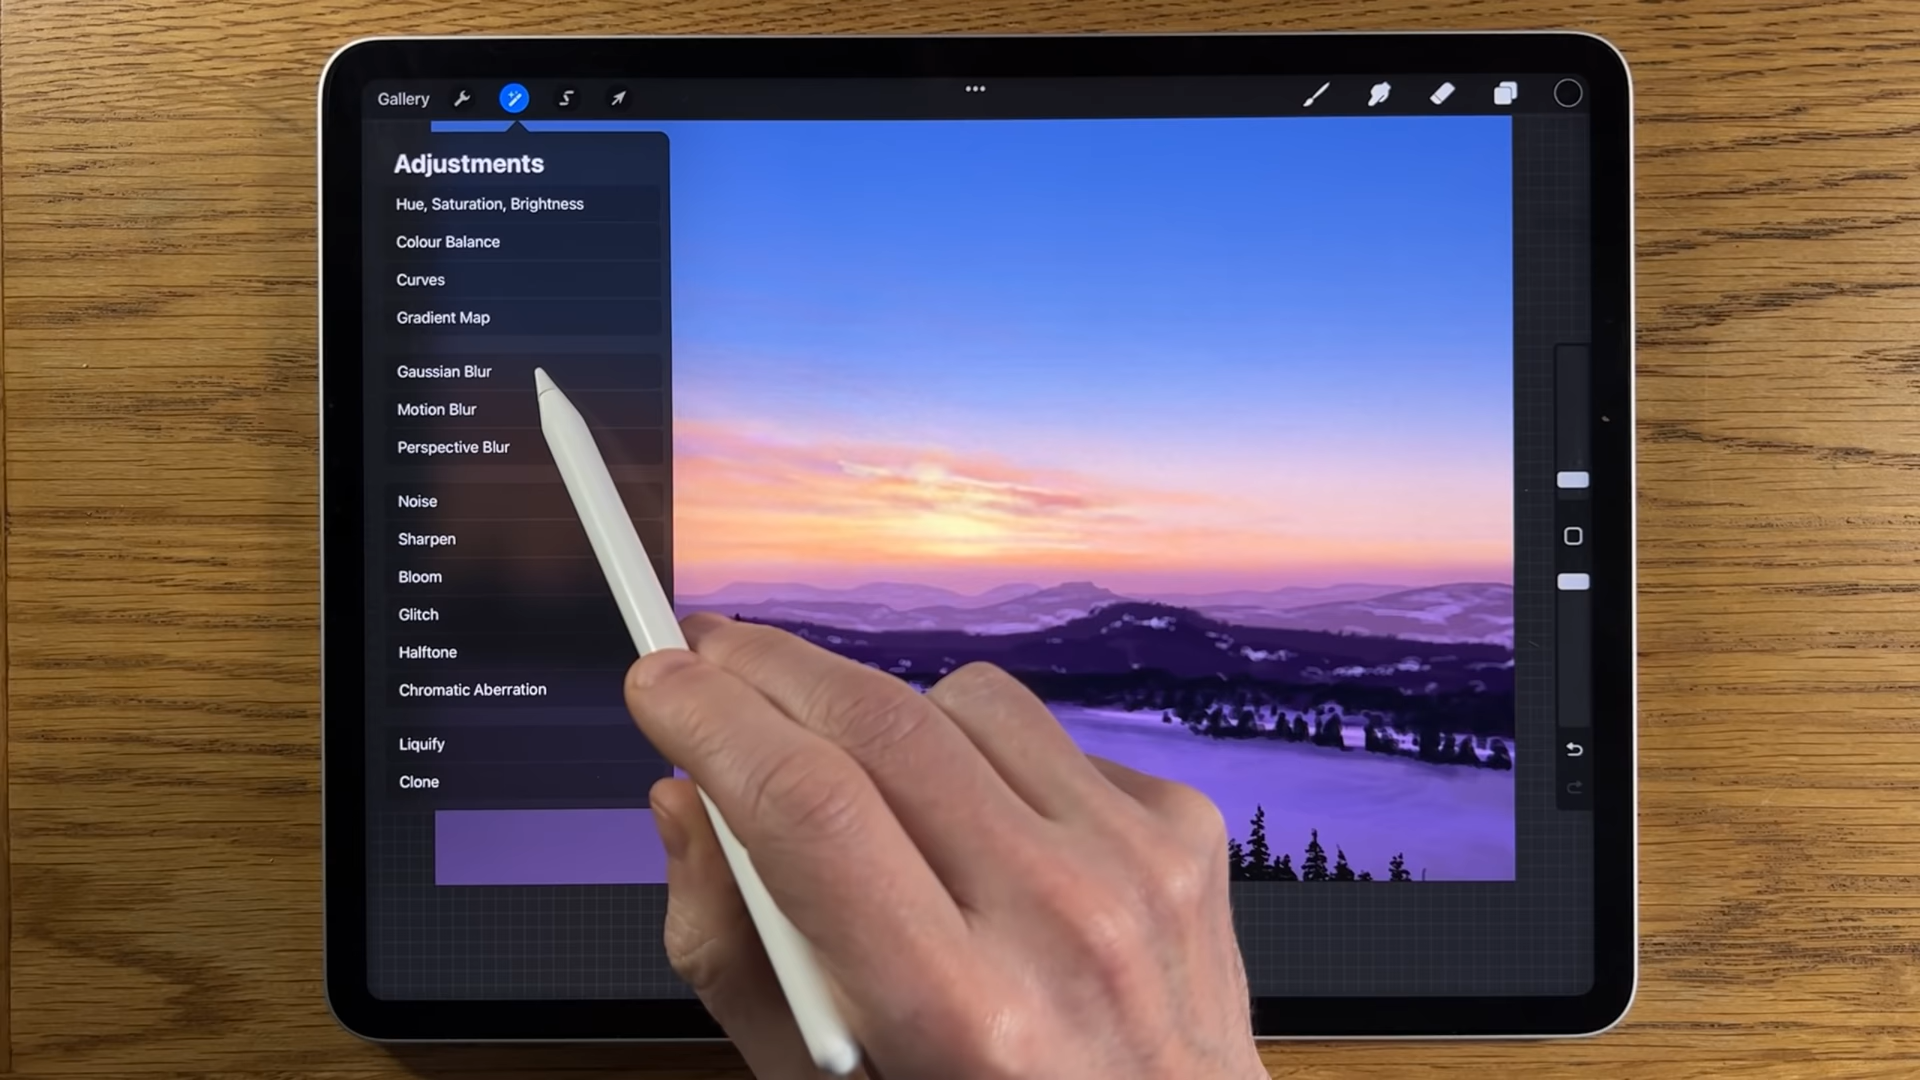 Gallery
Adjustments
Hue, Saturation, Brightness
Colour Balance
Curves
Gradient Map
Gaussian Blur
Motion Blur
Perspective Blur
Noise
Sharpen
Bloom
Glitch
Halftone
Chromatic Aberration
Liquify
Clone